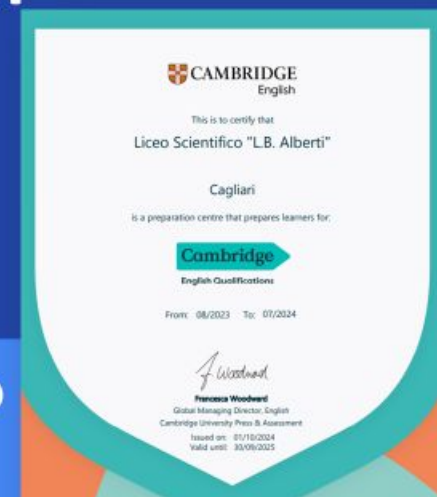 CAMBRIDGE
English
This is to certify that
Liceo Scientifico "L.B. Alberti"
Cagliari
is a preparation centre that prepares learners for:
Cambridge
English Qualifications
From: 08/2023 To: 07/2024
F Woodward
Francesca Woodward
Global Managing Director, English
Cambridge University Press & Assessment
Issued on: 01/10/2024
Valid until: 30/09/2025